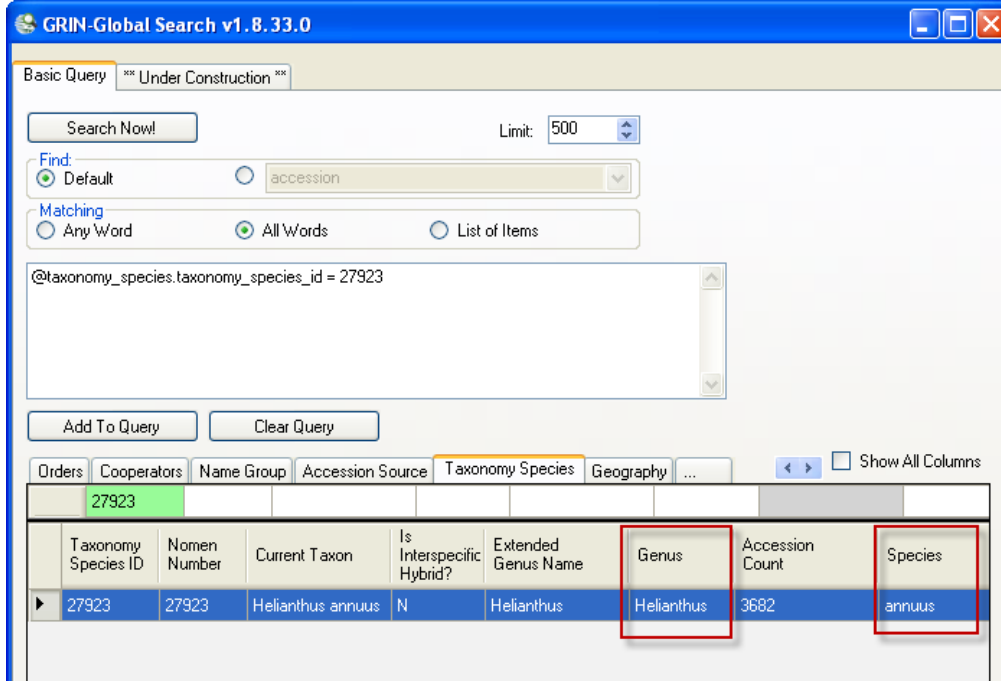 GRIN-Global Search v1.8.33.0
Basic Query ** Under Construction **
Search Now! Limit: 500
Find:
Default accession
Matching
Any Word All Words List of Items
@taxonomy_species.taxonomy_species_id = 27923
Add To Query Clear Query
Orders Cooperators Name Group Accession Source Taxonomy Species Geography ... Show All Columns
27923
Taxonomy Species ID Nomen Number Current Taxon Is Interspecific Hybrid? Extended Genus Name Genus Accession Count Species
27923 27923 Helianthus annuus N Helianthus Helianthus 3682 annuus